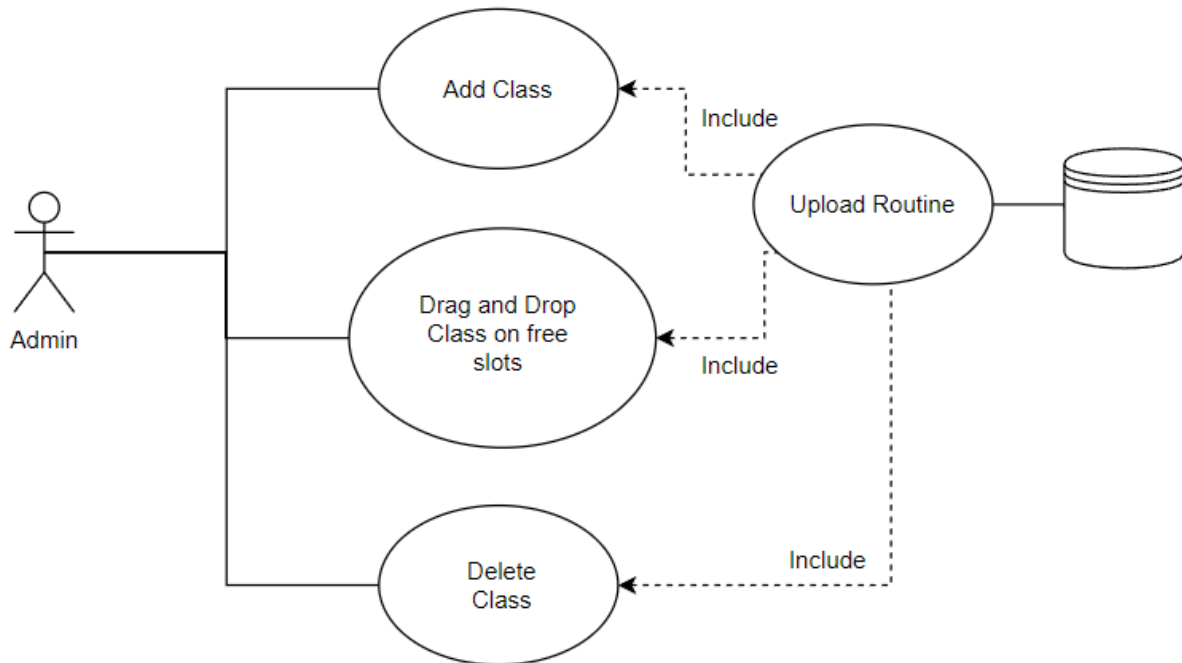 Add Class
Include
Upload Routine
Admin
Drag and Drop
Class on free
slots
Include
Include
Delete
Class